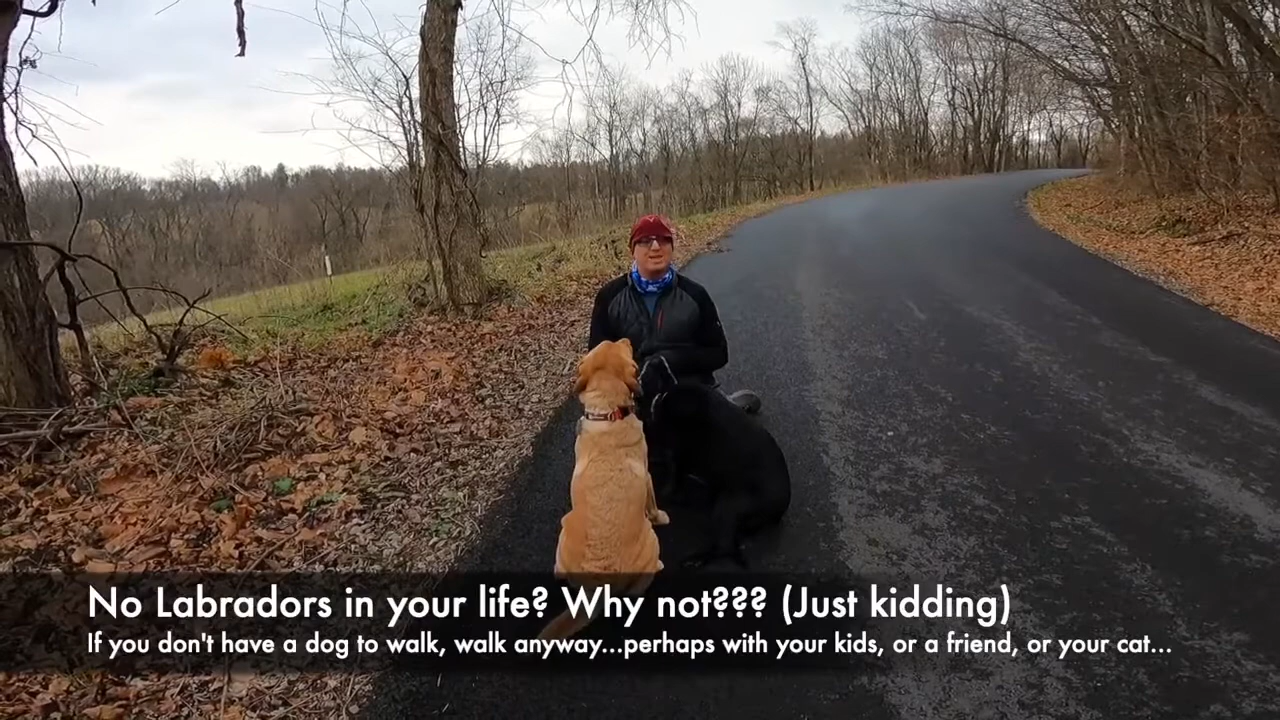 No Labradors in your life? Why not??? (Just kidding)
If you don't have a dog to walk, walk anyway...perhaps with your kids, or a friend, or your cat...